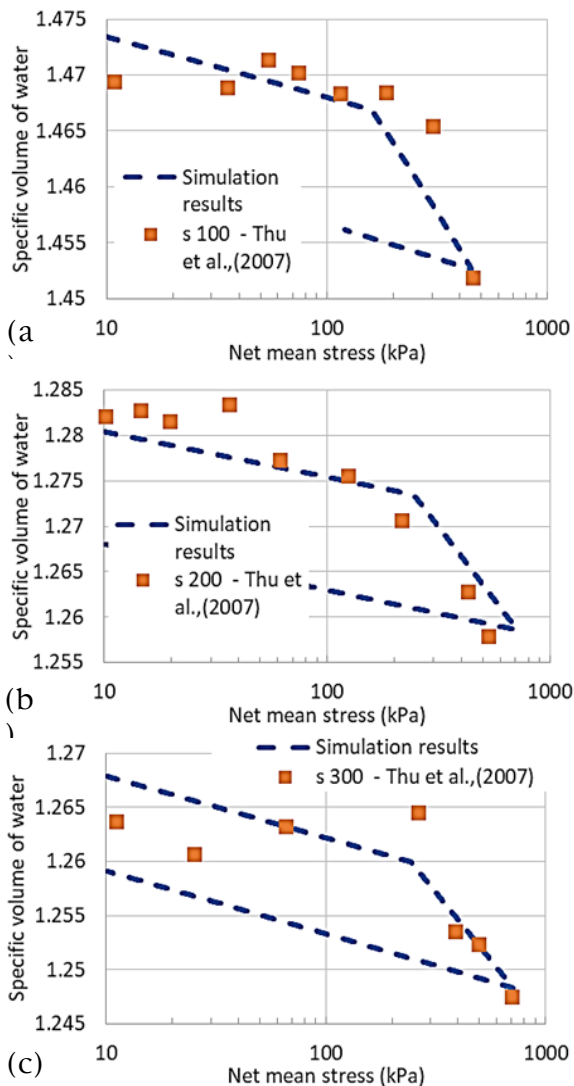 1.475
1.47
1.465
1.46
1.455
1.45
Specific volume of water
Simulation
results
s 100 - Thu
et al.,(2007)
10
100
1000
Net mean stress (kPa)
(a
`
1.285
1.28
1.275
1.27
1.265
1.26
1.255
Specific volume of water
Simulation
results
s 200 - Thu et
al.,(2007)
10
100
1000
Net mean stress (kPa)
(b
)
1.27
1.265
1.26
1.255
1.25
1.245
Specific volume of water
Simulation results
s 300 - Thu et al.,(2007)
10
100
1000
Net mean stress (kPa)
(c)